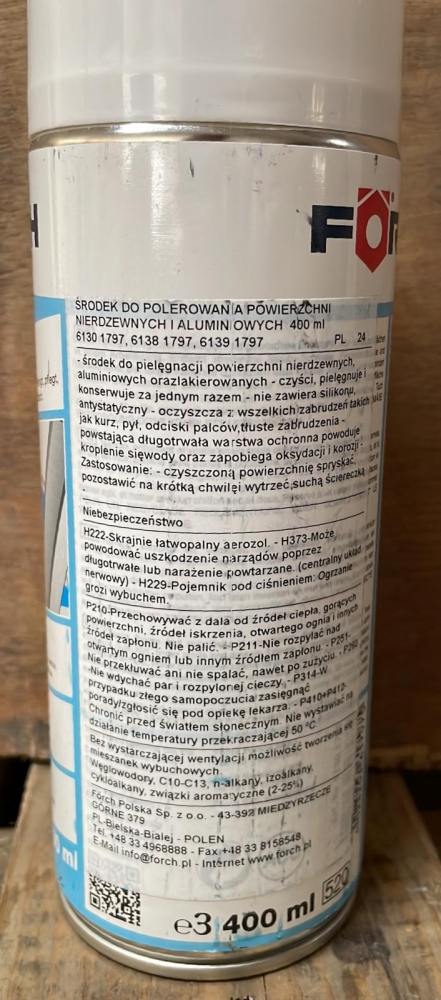 FÖR
ŚRODEK DO POLEROWANIA POWIERZCHNI
NIERDZEWNYCH I ALUMINIOWYCH 400 ml
6130 1797, 6138 1797, 6139 1797 PL 24
- środek do pielęgnacji powierzchni nierdzewnych,
aluminiowych orazlakierowanych - czyści, pielęgnuje i
konserwuje za jednym razem - nie zawiera silikonu,
antystatyczny - oczyszcza z wszelkich zabrudzeń takich
jak kurz, pył, odciski palców,tłuste zabrudzenia -
powstająca długotrwała warstwa ochronna powoduje
kroplenie sięwody oraz zapobiega oksydacji i korozji -
Zastosowanie: - czyszczoną powierzchnię spryskać,
pozostawić na krótką chwilęi wytrzeć,suchą ściereczką
.
Niebezpieczeństwo
H222-Skrajnie łatwopalny aerozol. - H373-Może
powodować uszkodzenie narządów poprzez
długotrwałe lub narażenie powtarzane. (centralny układ
nerwowy) - H229-Pojemnik pod ciśnieniem: Ogrzanie
grozi wybuchem.
P210-Przechowywać z dala od źródeł ciepła, gorących
powierzchni, źródeł iskrzenia, otwartego ognia i innych
źródeł zapłonu. Nie palić. - P211-Nie rozpylać nad
otwartym ogniem lub innym źródłem zapłonu. - P251-
Nie przekłuwać ani nie spalać, nawet po zużyciu. - P260
-Nie wdychać par i rozpylonej cieczy. - P314-W
przypadku złego samopoczucia zasięgnąć
porady/zgłosić się pod opiekę lekarza. - P410+P412-
Chronić przed światłem słonecznym. Nie wystawiać na
działanie temperatury przekraczającej 50 °C.
Bez wystarczającej wentylacji możliwość tworzenia się
mieszanek wybuchowych.
Węglowodory, C10-C13, n-alkany, izoalkany,
cykloalkany, związki aromatyczne (2-25%)
Förch Polska Sp. z o.o. - 43-392 MIEDZYRZECZE
GÓRNE 379
PL-Bielska-Bialej - POLEN
Tel. +48 33 4968888 - Fax +48 33 8158548
E-Mail info@forch.pl - Internet www.forch.pl
e3 400 ml 520
ml